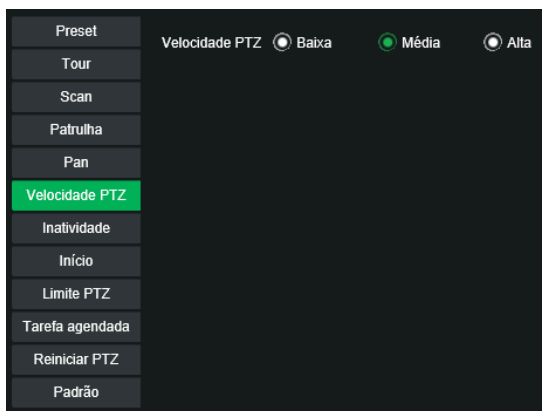 Preset
Velocidade PTZ Baixa Média Alta
Tour
Scan
Patrulha
Pan
Velocidade PTZ
Inatividade
Início
Limite PTZ
Tarefa agendada
Reiniciar PTZ
Padrão